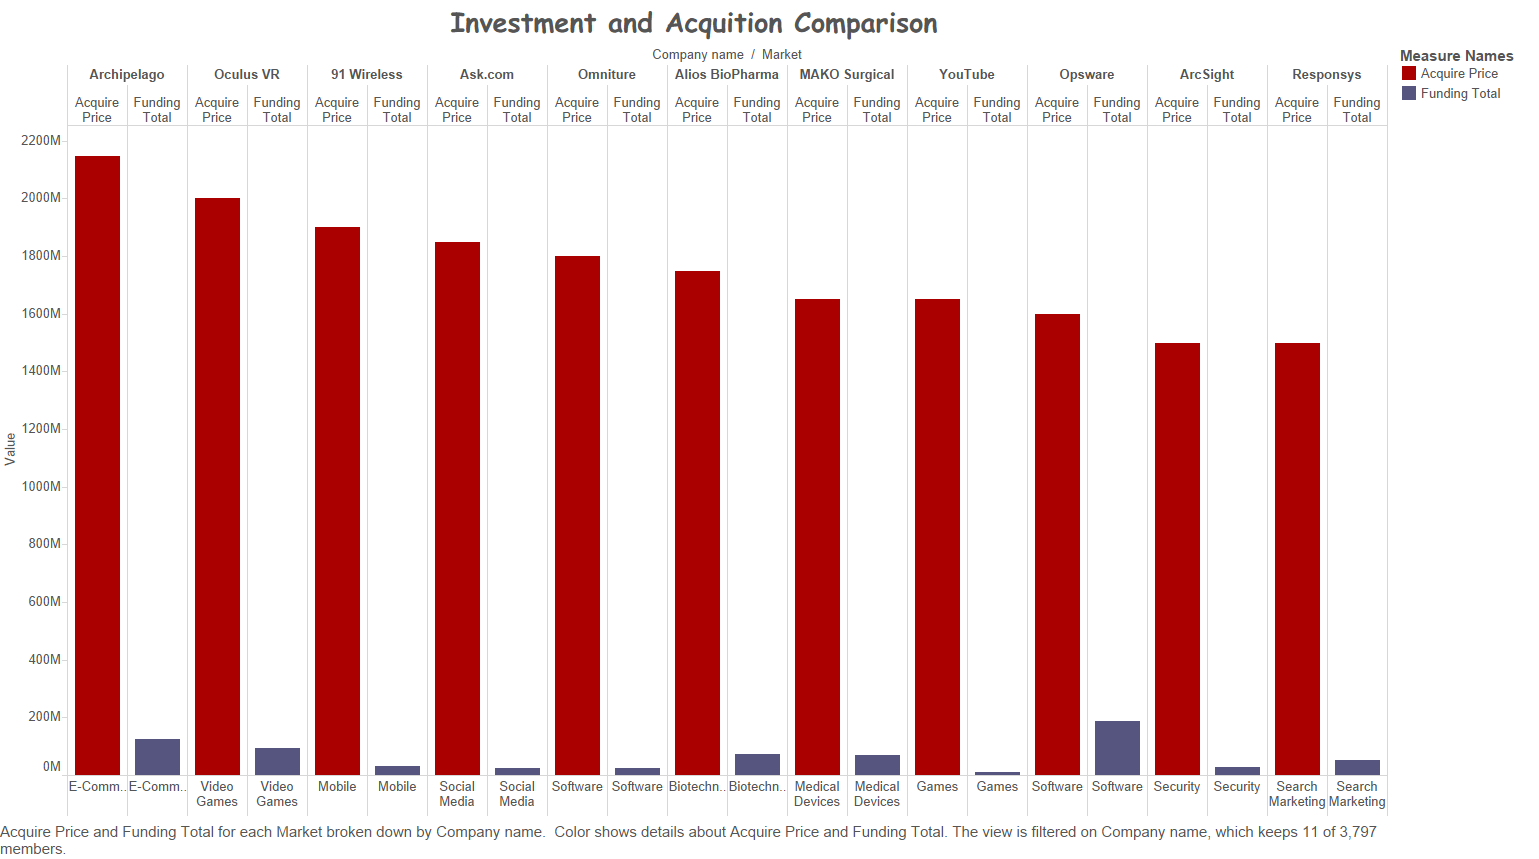 Investment and Acquition Comparison
Company name / Market
Archipelago Oculus VR 91 Wireless Ask.com Omniture Alios BioPharma MAKO Surgical YouTube Opsware ArcSight Responsys
Acquire Funding Acquire Funding Acquire Funding Acquire Funding Acquire Funding Acquire Funding Acquire Funding Acquire Funding Acquire Funding Acquire Funding Acquire Funding
Price Total Price Total Price Total Price Total Price Total Price Total Price Total Price Total Price Total Price Total Price Total
Measure Names
Acquire Price
Funding Total
2200M
2000M
1800M
1600M
1400M
1200M
1000M
800M
600M
400M
200M
0M
Value
E-Comm.. E-Comm.. Video Video Mobile Mobile Social Social Software Software Biotechn.. Biotechn.. Medical Medical Games Games Software Software Security Security Search Search
Games Games Media Media Devices Devices Marketing Marketing
Acquire Price and Funding Total for each Market broken down by Company name. Color shows details about Acquire Price and Funding Total. The view is filtered on Company name, which keeps 11 of 3,797
members.